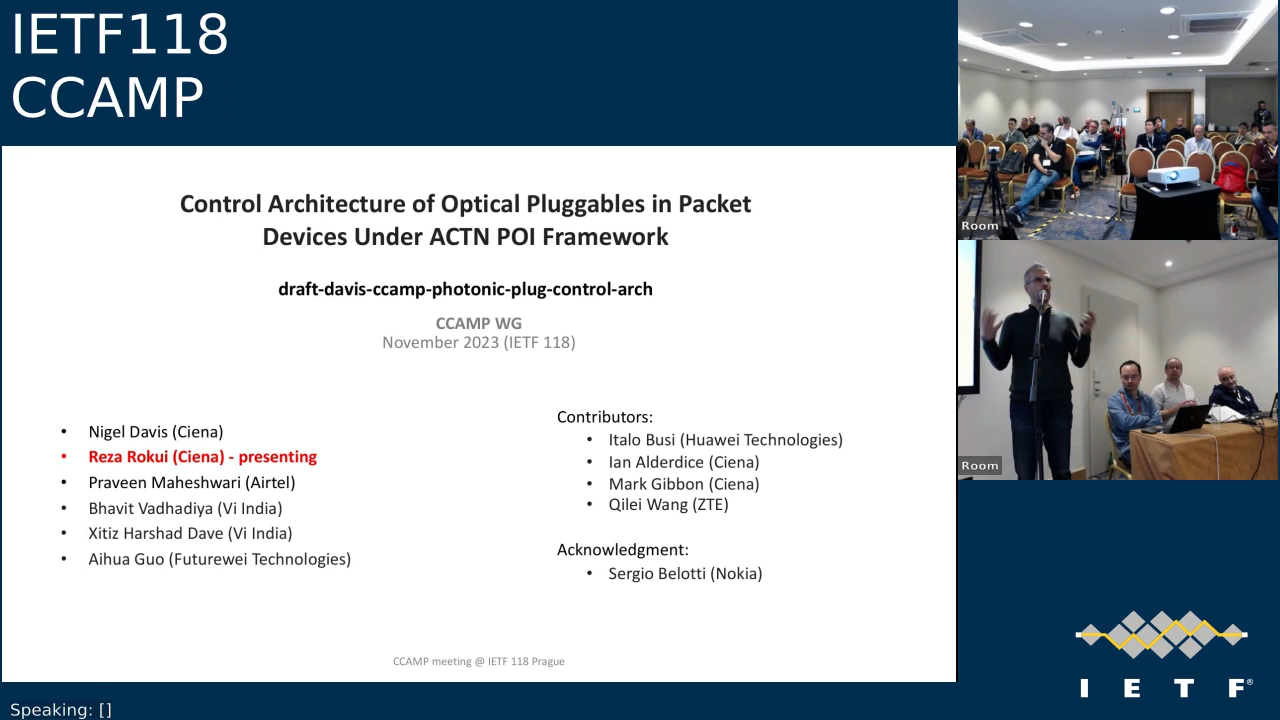 IETF118
CCAMP
Control Architecture of Optical Pluggables in Packet
Devices Under ACTN POI Framework
draft-davis-ccamp-photonic-plug-control-arch
CCAMP WG
November 2023 (IETF 118)
• Nigel Davis (Ciena)
• Reza Rokui (Ciena) - presenting
• Praveen Maheshwari (Airtel)
• Bhavit Vadhadiya (Vi India)
• Xitiz Harshad Dave (Vi India)
• Aihua Guo (Futurewei Technologies)
Contributors:
• Italo Busi (Huawei Technologies)
• Ian Alderdice (Ciena)
• Mark Gibbon (Ciena)
• Qilei Wang (ZTE)
Acknowledgment:
• Sergio Belotti (Nokia)
CCAMP meeting @ IETF 118 Prague
Room
Room
I E T F®
Speaking: []